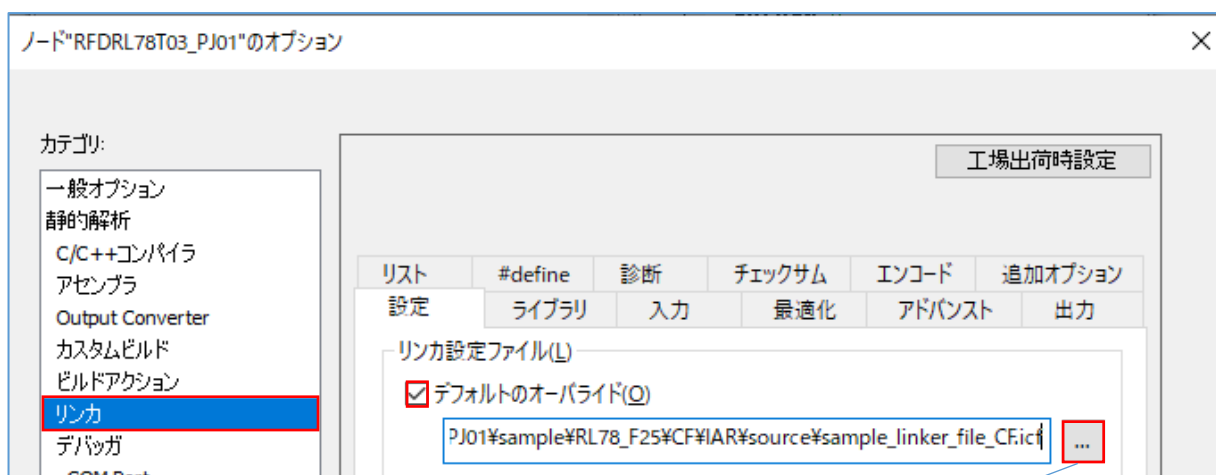 ノード"RFDRL78T03_PJ01"のオプション
カテゴリ:
一般オプション
静的解析
C/C++コンパイラ
アセンブラ
Output Converter
カスタムビルド
ビルドアクション
リンカ
デバッガ
工場出荷時設定
リスト #define 診断 チェックサム エンコード 追加オプション
設定 ライブラリ 入力 最適化 アドバンスト 出力
リンカ設定ファイル(L)
デフォルトのオーバライド(O)
PJ01¥sample¥RL78_F25¥CF¥IAR¥source¥sample_linker_file_CF.icf
...